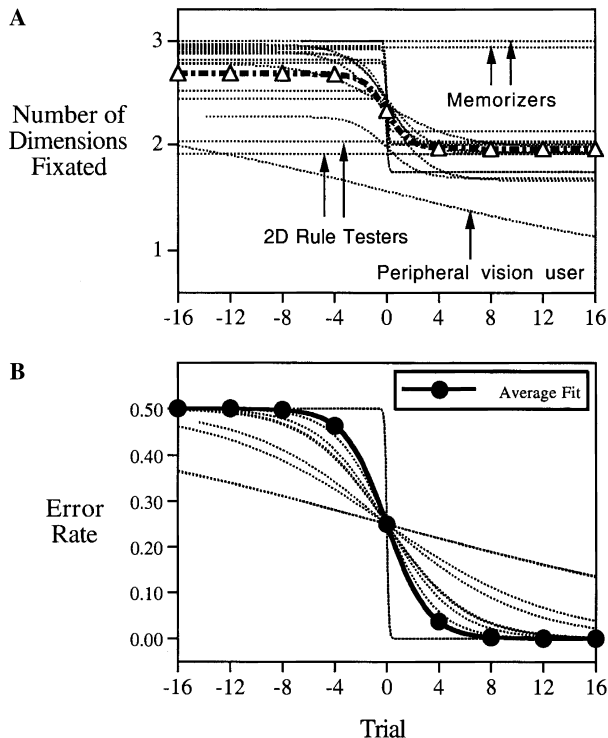 A
3
2
1
Number of
Dimensions
Fixated
Memorizers
2D Rule Testers
Peripheral vision user
-16 -12 -8 -4 0 4 8 12 16
B
Average Fit
0.50
0.40
0.30
0.20
0.10
0.00
Error
Rate
-16 -12 -8 -4 0 4 8 12 16
Trial